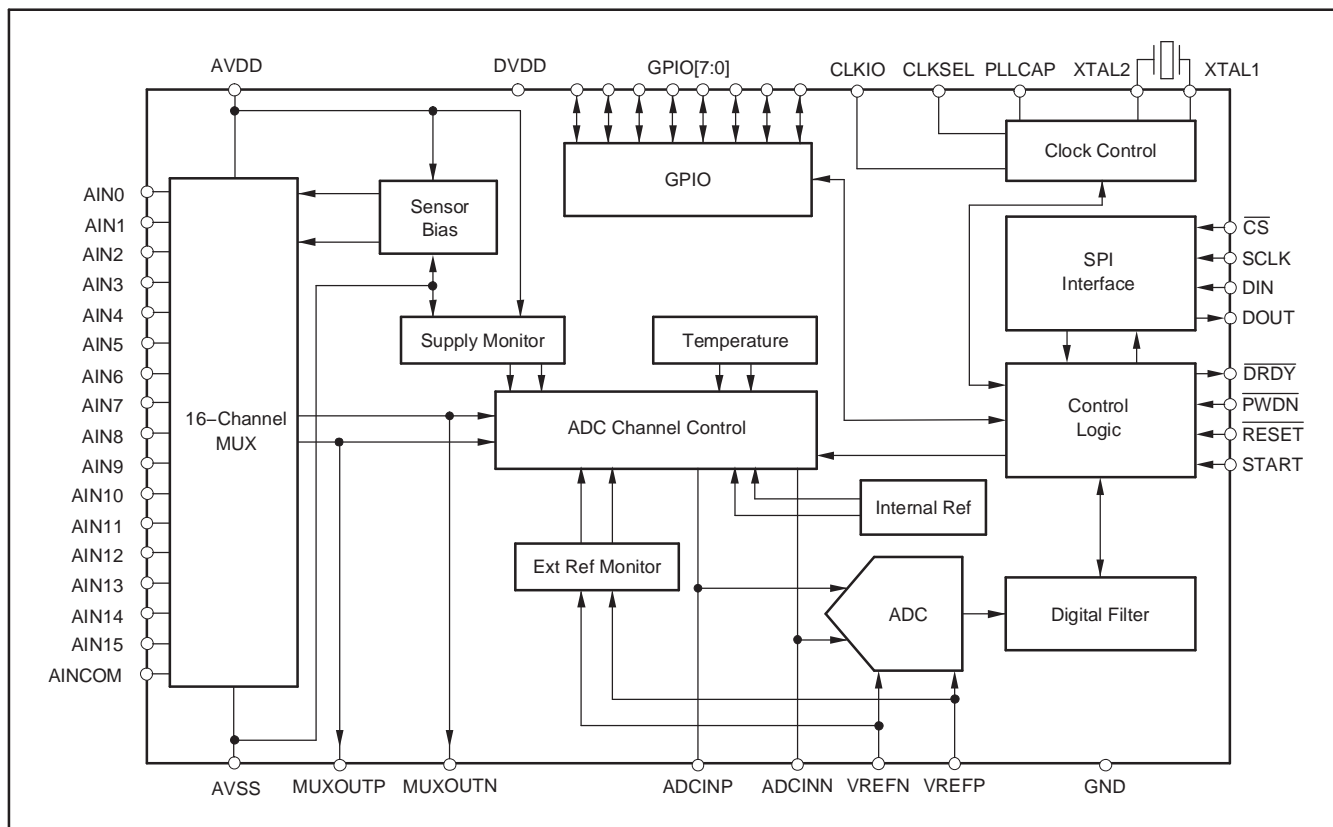 AVDD
DVDD
GPIO[7:0]
CLKIO
CLKSEL
PLLCAP
XTAL2
XTAL1
Clock Control
GPIO
Sensor
Bias
AIN0
AIN1
AIN2
AIN3
AIN4
AIN5
AIN6
AIN7
AIN8
AIN9
AIN10
AIN11
AIN12
AIN13
AIN14
AIN15
AINCOM
16−Channel
MUX
Supply Monitor
Temperature
ADC Channel Control
SPI
Interface
CS
SCLK
DIN
DOUT
Control
Logic
DRDY
PWDN
RESET
START
Internal Ref
Ext Ref Monitor
ADC
Digital Filter
AVSS
MUXOUTP
MUXOUTN
ADCINP
ADCINN
VREFN
VREFP
GND